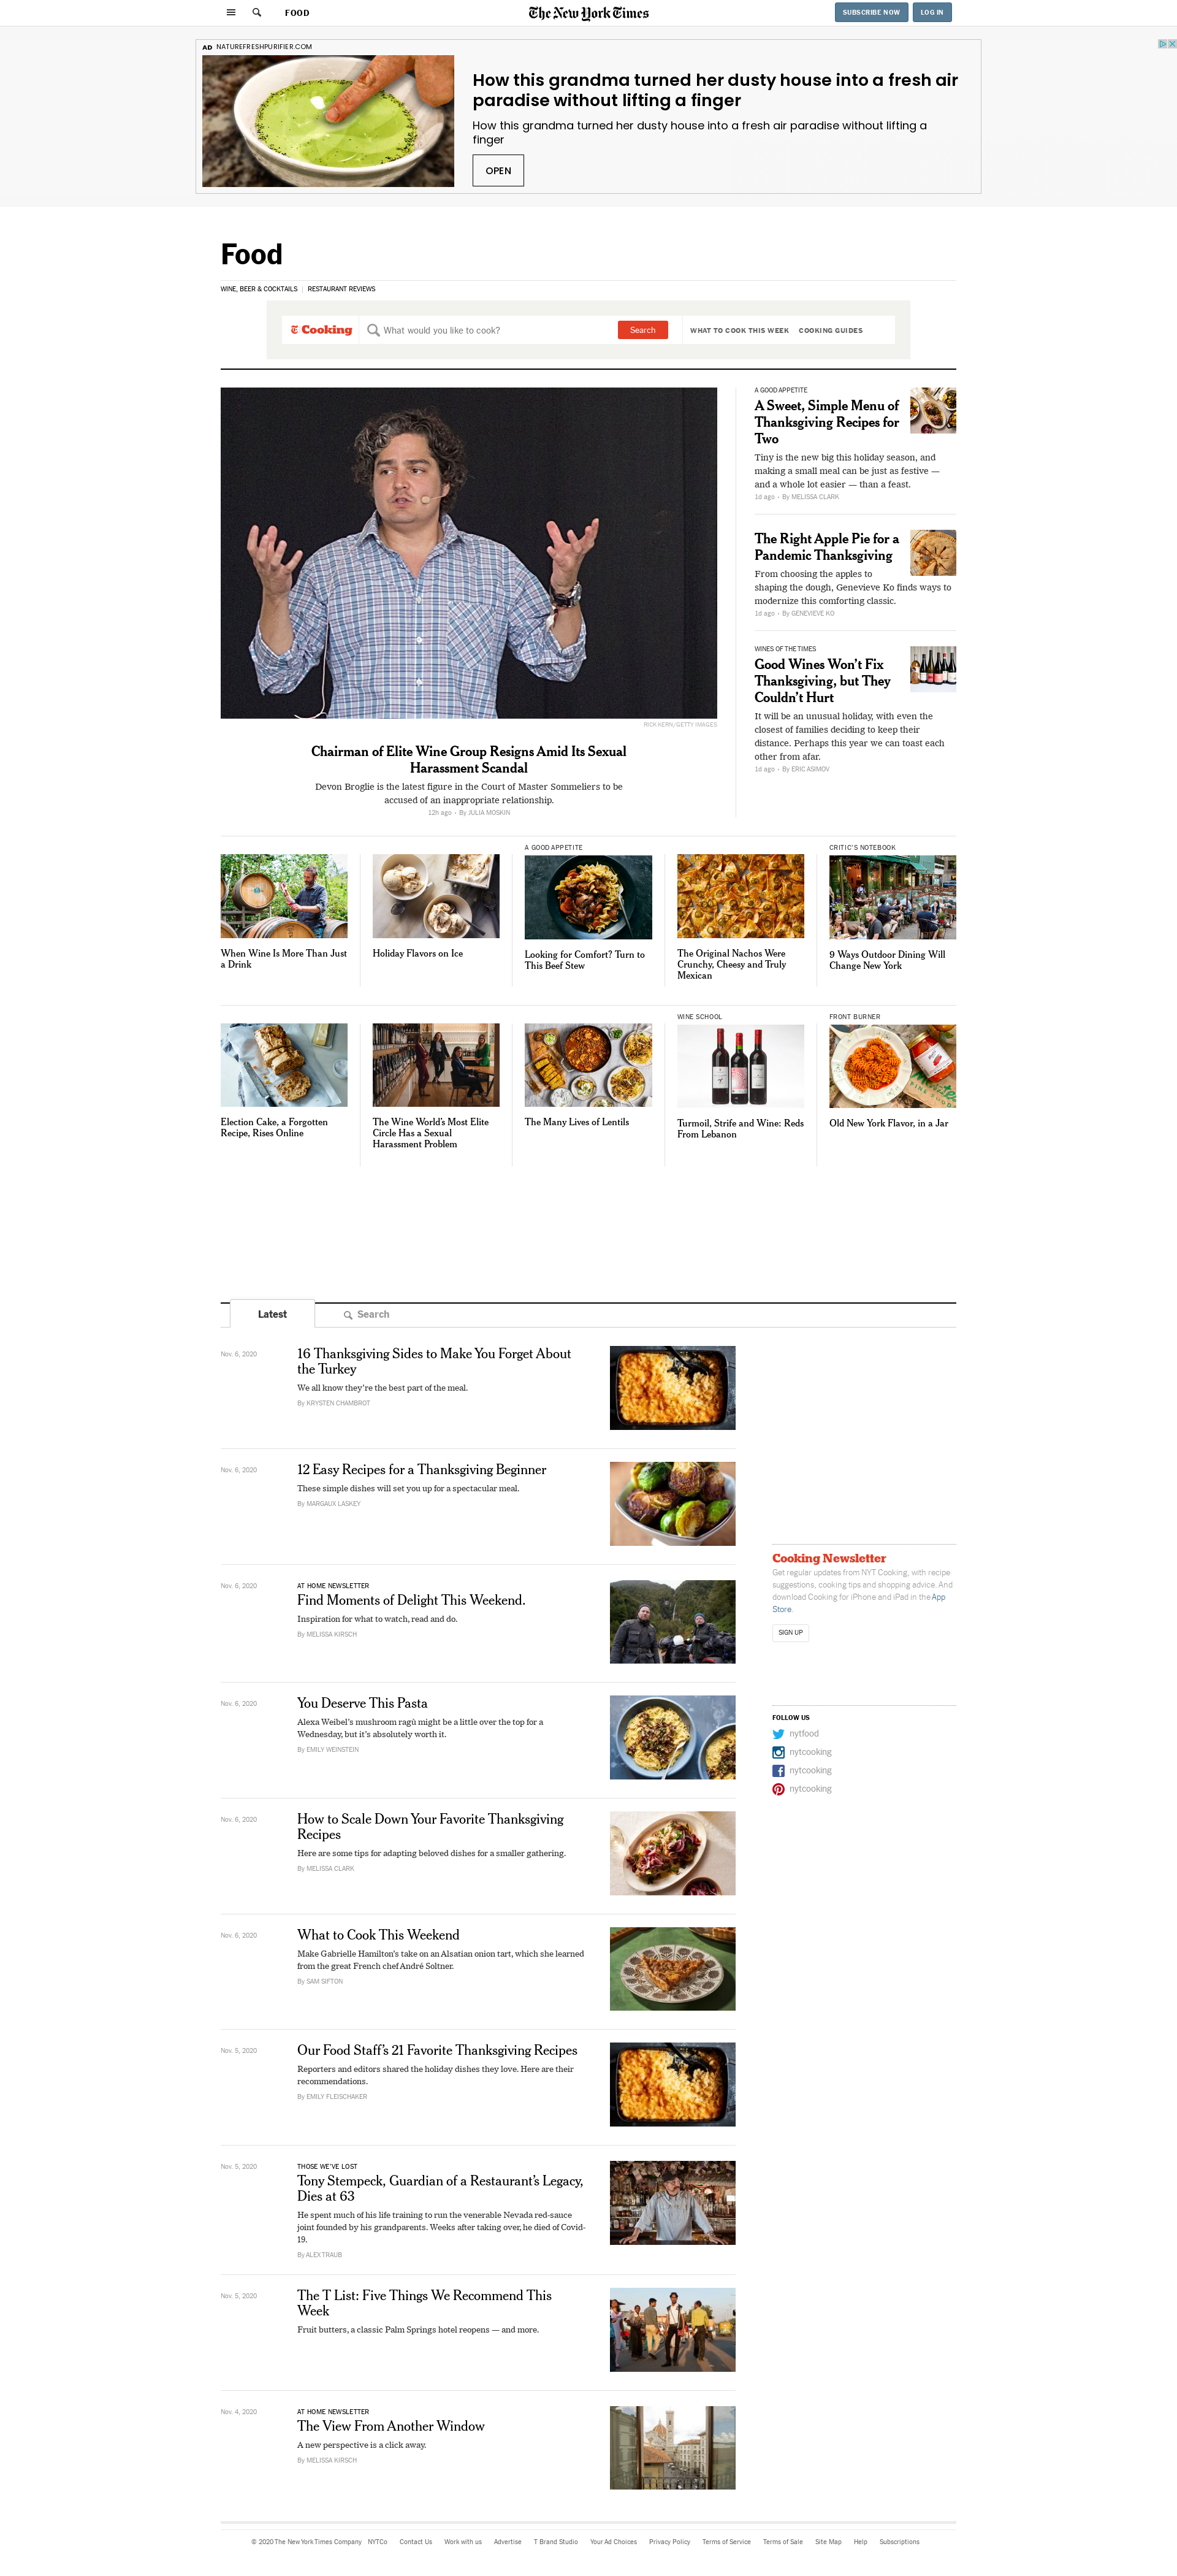 FOOD
The New York Times
SUBSCRIBE NOW
LOG IN
AD NATUREFRESHPURIFIER.COM
How this grandma turned her dusty house into a fresh air
paradise without lifting a finger
How this grandma turned her dusty house into a fresh air paradise without lifting a
finger
OPEN
Food
WINE, BEER & COCKTAILS | RESTAURANT REVIEWS
T Cooking
What would you like to cook?
Search
WHAT TO COOK THIS WEEK
COOKING GUIDES
RICK KERN/GETTY IMAGES
Chairman of Elite Wine Group Resigns Amid Its Sexual
Harassment Scandal
Devon Broglie is the latest figure in the Court of Master Sommeliers to be
accused of an inappropriate relationship.
12h ago • By JULIA MOSKIN
A GOOD APPETITE
A Sweet, Simple Menu of
Thanksgiving Recipes for
Two
Tiny is the new big this holiday season, and
making a small meal can be just as festive —
and a whole lot easier — than a feast.
1d ago • By MELISSA CLARK
The Right Apple Pie for a
Pandemic Thanksgiving
From choosing the apples to
shaping the dough, Genevieve Ko finds ways to
modernize this comforting classic.
1d ago • By GENEVIEVE KO
WINES OF THE TIMES
Good Wines Won’t Fix
Thanksgiving, but They
Couldn’t Hurt
It will be an unusual holiday, with even the
closest of families deciding to keep their
distance. Perhaps this year we can toast each
other from afar.
1d ago • By ERIC ASIMOV
When Wine Is More Than Just
a Drink
Holiday Flavors on Ice
A GOOD APPETITE
Looking for Comfort? Turn to
This Beef Stew
The Original Nachos Were
Crunchy, Cheesy and Truly
Mexican
CRITIC’S NOTEBOOK
9 Ways Outdoor Dining Will
Change New York
Election Cake, a Forgotten
Recipe, Rises Online
The Wine World’s Most Elite
Circle Has a Sexual
Harassment Problem
The Many Lives of Lentils
WINE SCHOOL
Turmoil, Strife and Wine: Reds
From Lebanon
FRONT BURNER
Old New York Flavor, in a Jar
Latest
Search
Nov. 6, 2020
16 Thanksgiving Sides to Make You Forget About
the Turkey
We all know they’re the best part of the meal.
By KRYSTEN CHAMBROT
Nov. 6, 2020
12 Easy Recipes for a Thanksgiving Beginner
These simple dishes will set you up for a spectacular meal.
By MARGAUX LASKEY
Nov. 6, 2020
AT HOME NEWSLETTER
Find Moments of Delight This Weekend.
Inspiration for what to watch, read and do.
By MELISSA KIRSCH
Nov. 6, 2020
You Deserve This Pasta
Alexa Weibel’s mushroom ragù might be a little over the top for a
Wednesday, but it’s absolutely worth it.
By EMILY WEINSTEIN
Nov. 6, 2020
How to Scale Down Your Favorite Thanksgiving
Recipes
Here are some tips for adapting beloved dishes for a smaller gathering.
By MELISSA CLARK
Nov. 6, 2020
What to Cook This Weekend
Make Gabrielle Hamilton’s take on an Alsatian onion tart, which she learned
from the great French chef André Soltner.
By SAM SIFTON
Nov. 5, 2020
Our Food Staff’s 21 Favorite Thanksgiving Recipes
Reporters and editors shared the holiday dishes they love. Here are their
recommendations.
By EMILY FLEISCHAKER
Nov. 5, 2020
THOSE WE’VE LOST
Tony Stempeck, Guardian of a Restaurant’s Legacy,
Dies at 63
He spent much of his life training to run the venerable Nevada red-sauce
joint founded by his grandparents. Weeks after taking over, he died of Covid-
19.
By ALEX TRAUB
Nov. 5, 2020
The T List: Five Things We Recommend This
Week
Fruit butters, a classic Palm Springs hotel reopens — and more.
Nov. 4, 2020
AT HOME NEWSLETTER
The View From Another Window
A new perspective is a click away.
By MELISSA KIRSCH
Cooking Newsletter
Get regular updates from NYT Cooking, with recipe
suggestions, cooking tips and shopping advice. And
download Cooking for iPhone and iPad in the App
Store.
SIGN UP
FOLLOW US
nytfood
nytcooking
nytcooking
nytcooking
© 2020 The New York Times Company NYTCo Contact Us Work with us Advertise T Brand Studio Your Ad Choices Privacy Policy Terms of Service Terms of Sale Site Map Help Subscriptions